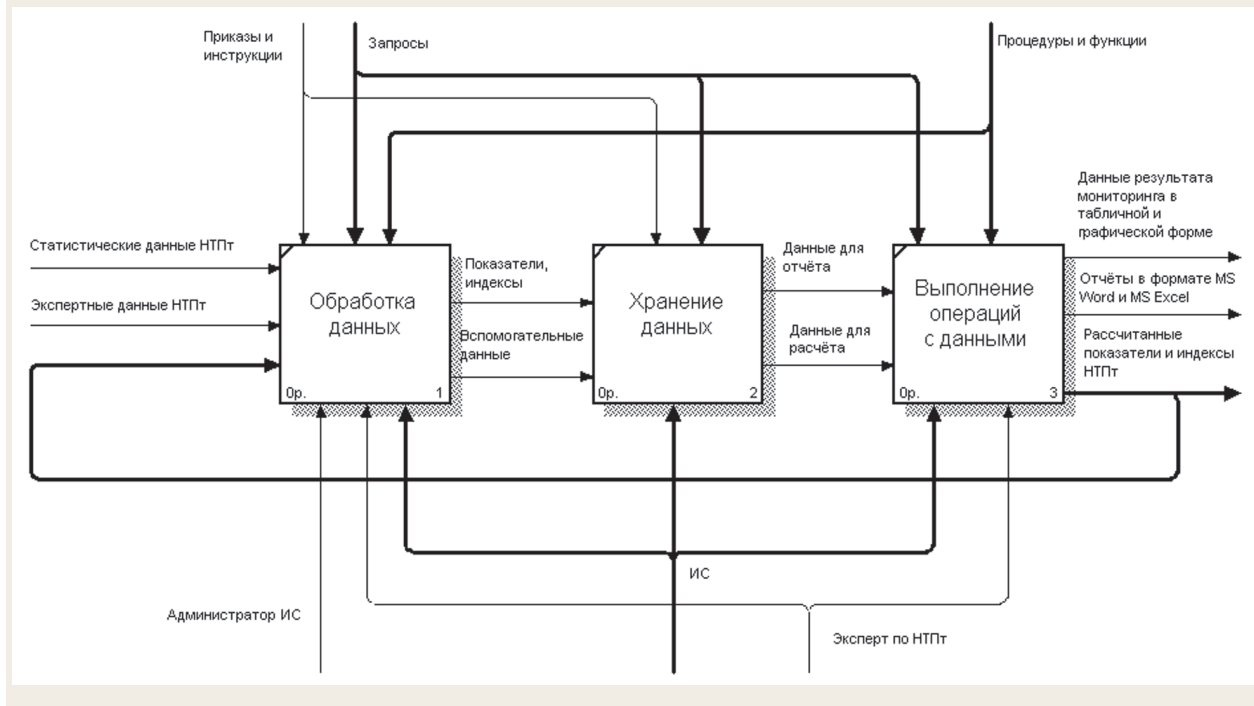 Приказы и
инструкции
Запросы
Процедуры и функции
Данные результата
мониторинга в
табличной и
графической форме
Статистические данные НТПт
Экспертные данные НТПт
Обработка
данных
0р.
1
Показатели,
индексы
Вспомогательные
данные
Хранение
данных
0р.
2
Данные для
отчёта
Данные для
расчёта
Выполнение
операций
с данными
0р.
3
Отчёты в формате MS
Word и MS Excel
Рассчитанные
показатели и индексы
НТПт
ИС
Администратор ИС
Эксперт по НТПт